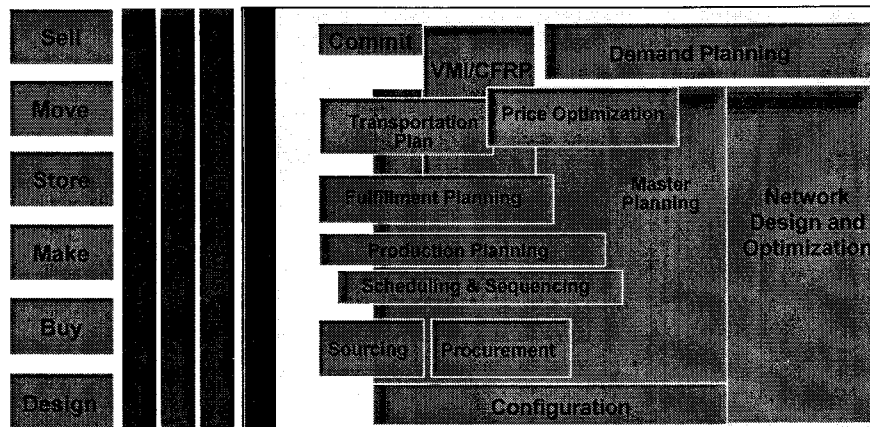 Sell
Move
Store
Make
Buy
Design
Commit
VMI/CFRP
Demand Planning
Transportation
Plan
Price Optimization
Fulfillment Planning
Master
Planning
Network
Design and
Optimization
Production Planning
Scheduling & Sequencing
Sourcing
Procurement
Configuration